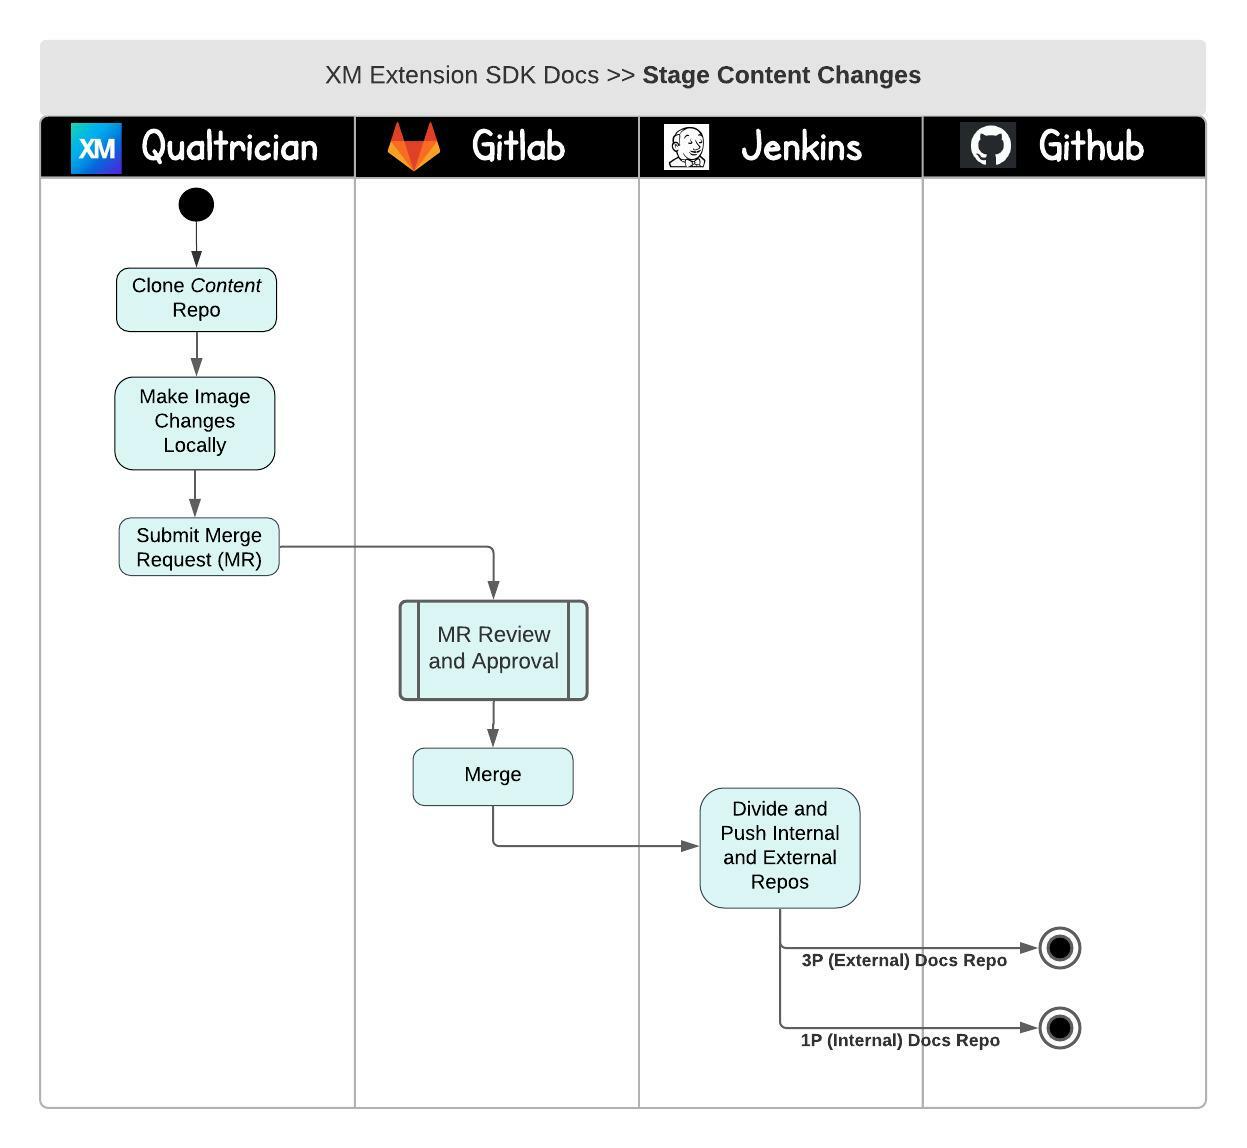 XM Extension SDK Docs >> Stage Content Changes
XM Qualtrician
Gitlab
Jenkins
Github
Clone Content
Repo
Make Image
Changes
Locally
Submit Merge
Request (MR)
MR Review
and Approval
Merge
Divide and
Push Internal
and External
Repos
3P (External) Docs Repo
1P (Internal) Docs Repo